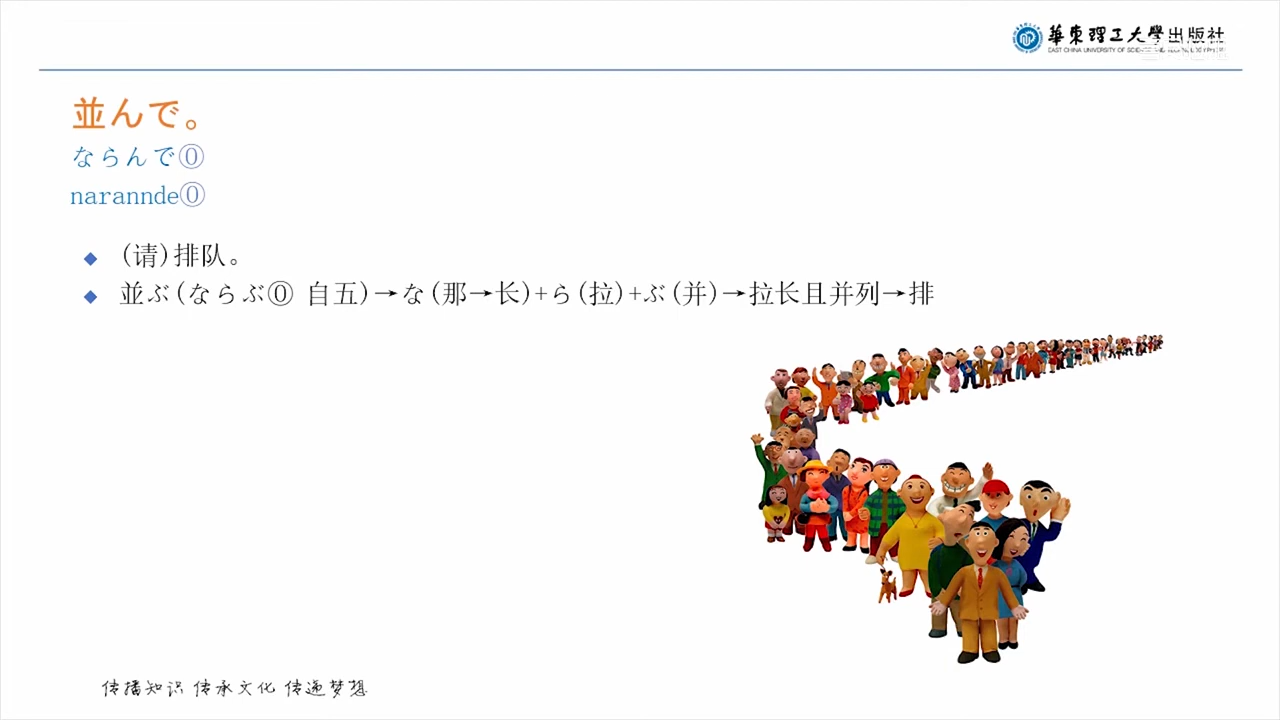 華東理工大學出版社
並んで。
ならんで⓪
narannde⓪
◆ (请)排队。
◆ 並ぶ(ならぶ⓪ 自五)→な(那→长)+ら(拉)+ぶ(并)→拉长且并列→排
传播知识 传承文化 传递梦想